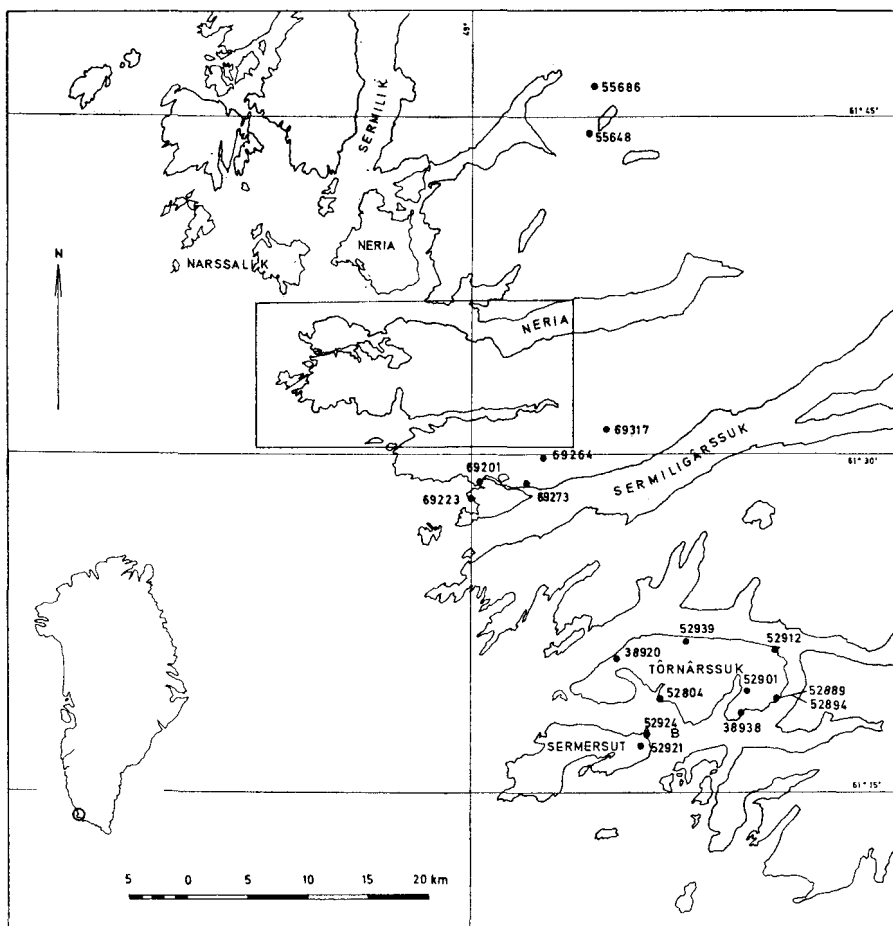 49°
55686
61° 45'
SERMILIK
55648
NERIA
NARSSALIK
N
NERIA
69317
69264
SERMILIGÂRSSUK
61° 30'
69201
69223
69273
52939
52912
38920
TÔRNÂRSSUK
52901
52804
52889
52894
38938
52924
B
SERMERSUT
52921
61° 15'
5 0 5 10 15 20 km